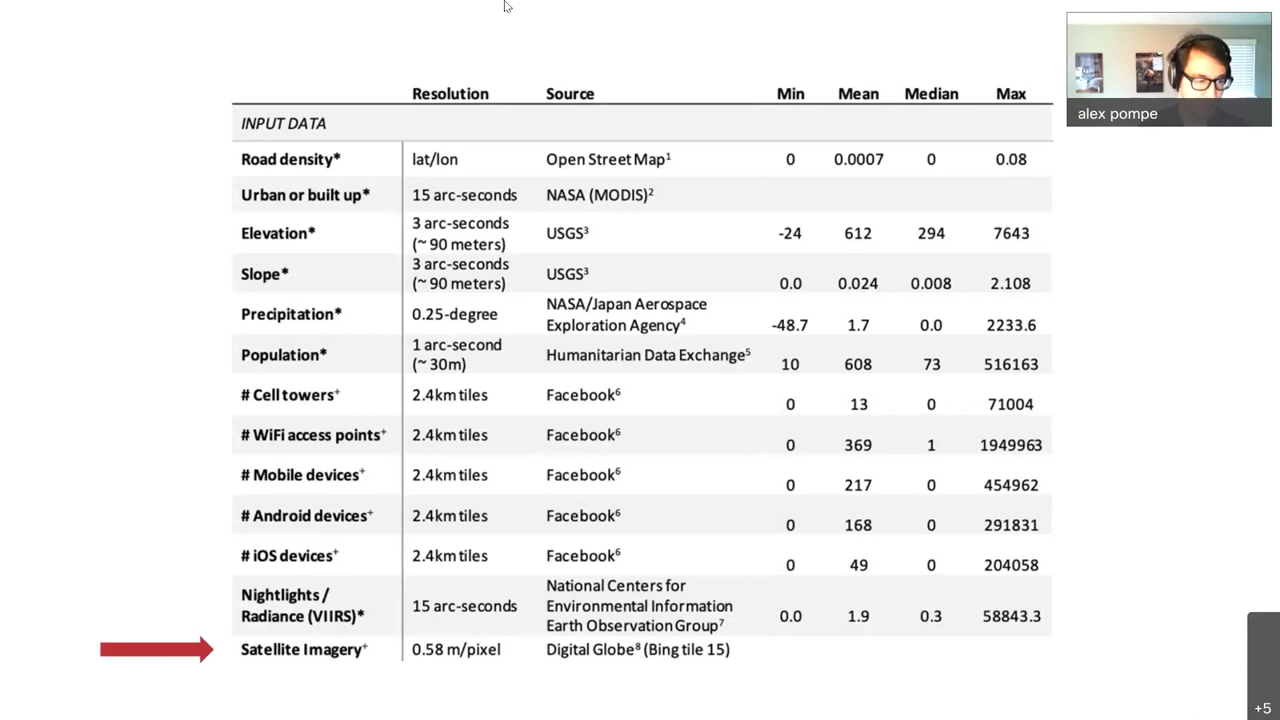 Resolution Source Min Mean Median Max
alex pompe
INPUT DATA
Road density* lat/lon Open Street Map¹ 0 0.0007 0 0.08
Urban or built up* 15 arc-seconds NASA (MODIS)²
Elevation* 3 arc-seconds (~ 90 meters) USGS³ -24 612 294 7643
Slope* 3 arc-seconds (~ 90 meters) USGS³ 0.0 0.024 0.008 2.108
Precipitation* 0.25-degree NASA/Japan Aerospace Exploration Agency⁴ -48.7 1.7 0.0 2233.6
Population* 1 arc-second (~ 30m) Humanitarian Data Exchange⁵ 10 608 73 516163
# Cell towers⁺ 2.4km tiles Facebook⁶ 0 13 0 71004
# WiFi access points⁺ 2.4km tiles Facebook⁶ 0 369 1 1949963
# Mobile devices⁺ 2.4km tiles Facebook⁶ 0 217 0 454962
# Android devices⁺ 2.4km tiles Facebook⁶ 0 168 0 291831
# iOS devices⁺ 2.4km tiles Facebook⁶ 0 49 0 204058
Nightlights / Radiance (VIIRS)* 15 arc-seconds National Centers for Environmental Information Earth Observation Group⁷ 0.0 1.9 0.3 58843.3
Satellite Imagery⁺ 0.58 m/pixel Digital Globe⁸ (Bing tile 15)
+5